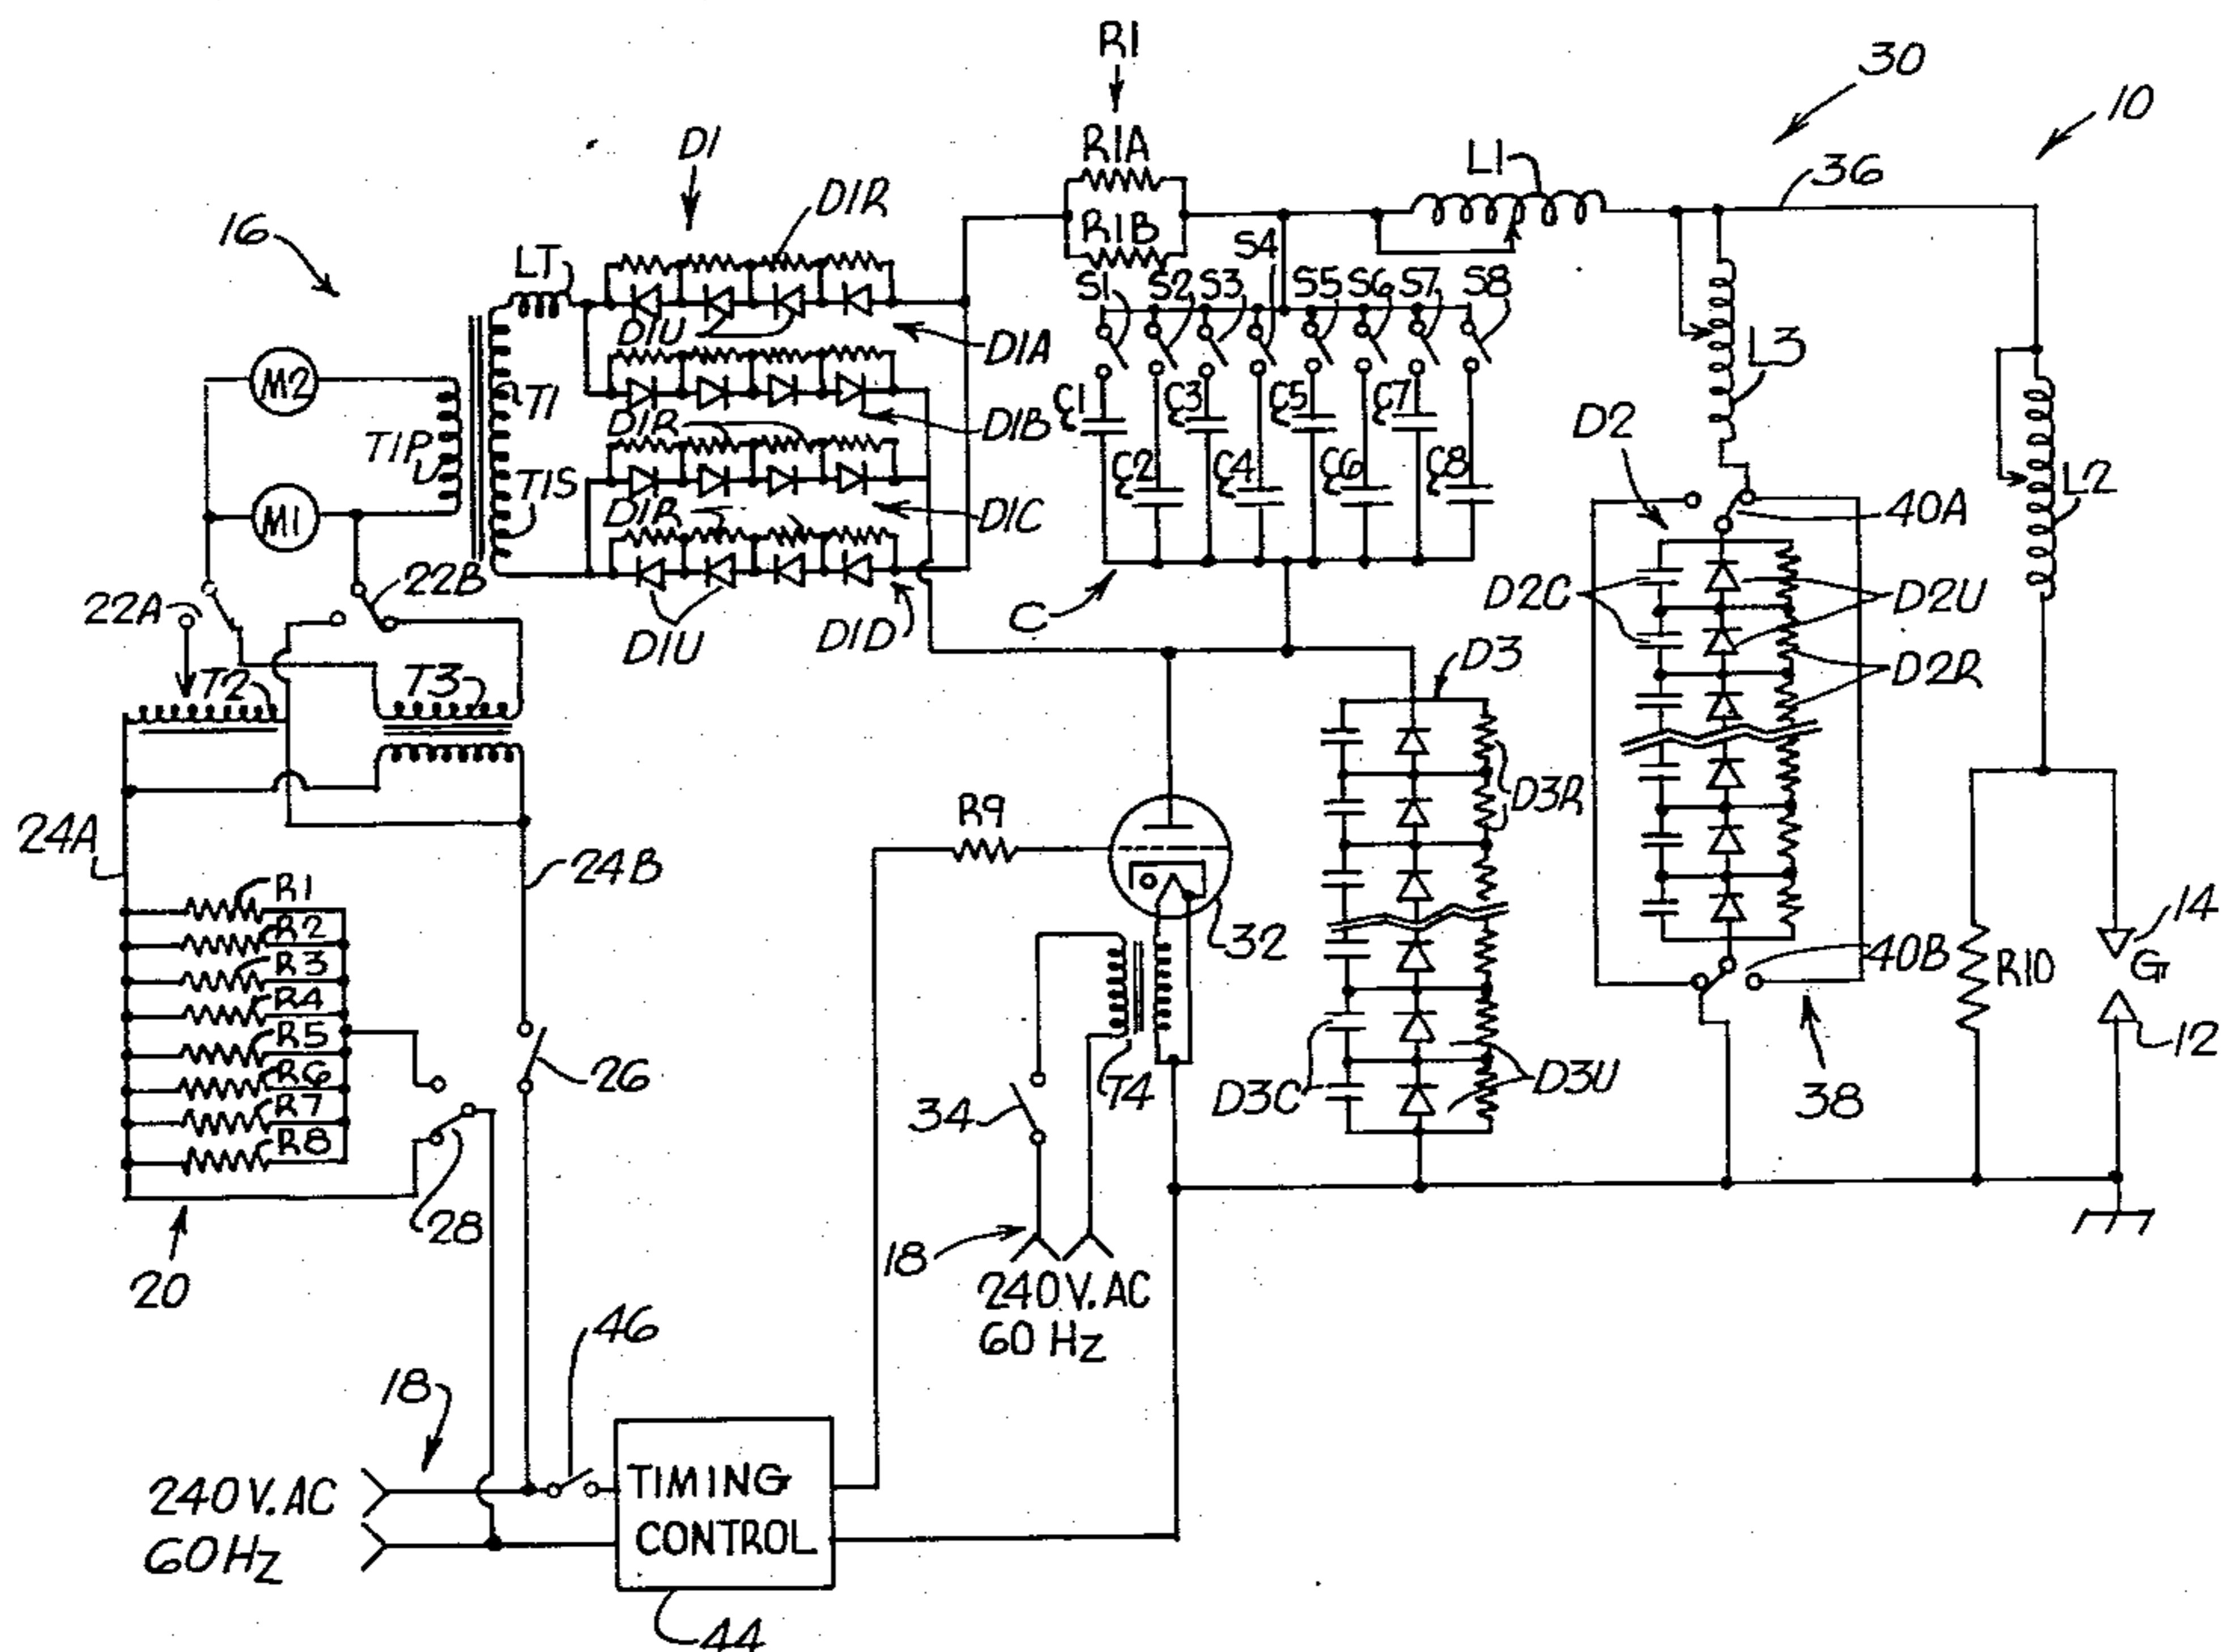 R1
30
10
D1
R1A
L1
36
D1R
16
LT
R1B
S4
S1
S2
S3
S5
S6
S7
S8
D1U
D1A
L3
M2
T1
C1
C3
C5
C7
D1R
D1B
D2
T1P
T1S
C2
C4
C6
C8
L2
M1
D1R
D1C
40A
22B
22A
D2C
D2U
C
D1U
D1D
D3
T2
T3
D2R
R9
D3R
24A
24B
R1
32
14
R2
40B
G
R3
R10
R4
R5
12
26
R6
T4
D3C
D3U
38
R7
34
R8
28
18
20
240V.AC
60 Hz
46
18
TIMING
CONTROL
240V.AC
60Hz
44